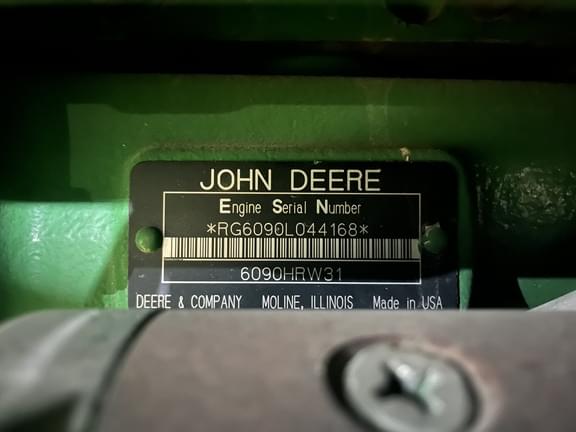 JOHN DEERE
Engine Serial Number
*RG6090L044168*
6090HRW31
DEERE & COMPANY MOLINE, ILLINOIS Made in USA